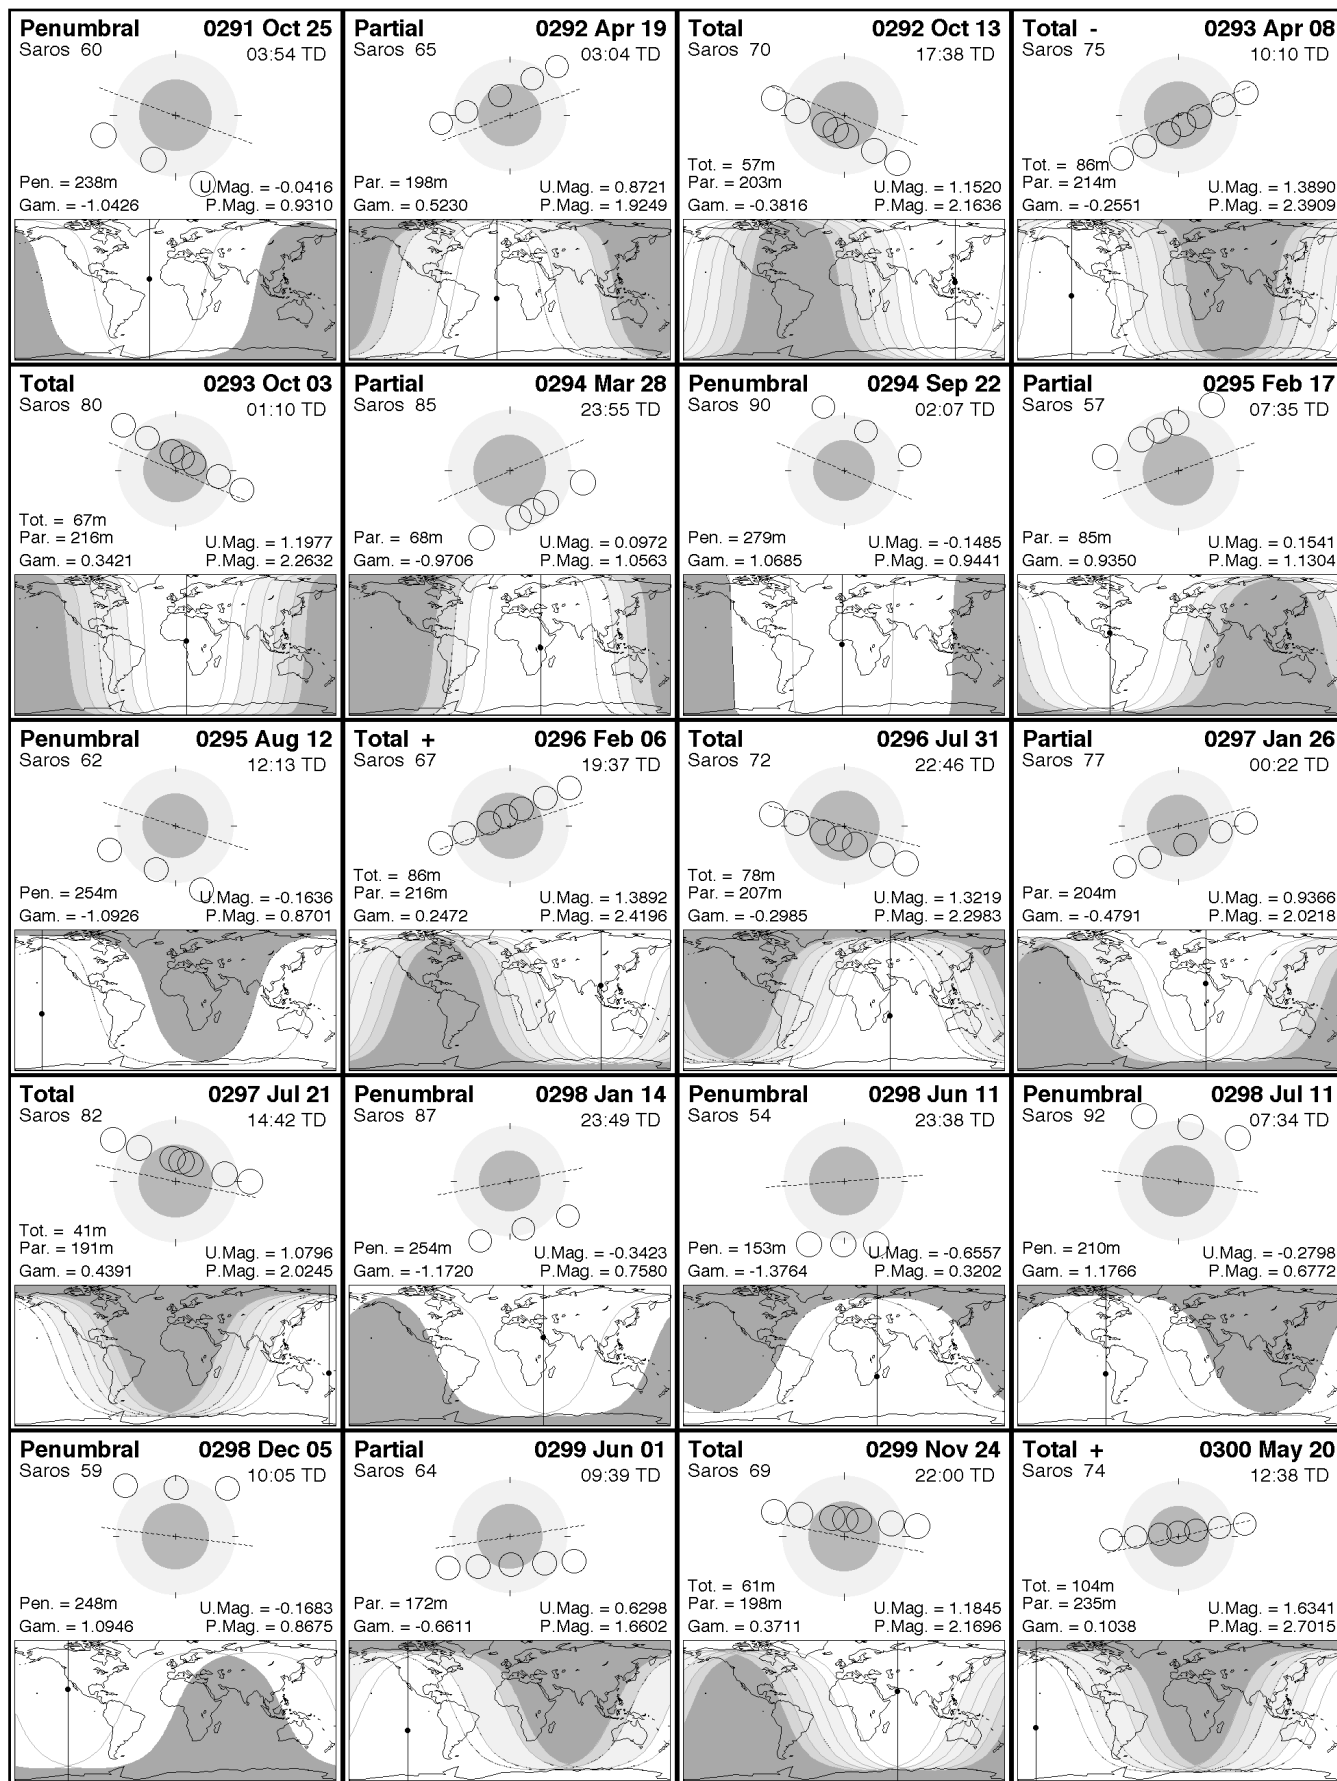 Penumbral 0291 Oct 25
Saros 60 03:54 TD
Pen. = 238m U.Mag. = -0.0416
Gam. = -1.0426 P.Mag. = 0.9310
Partial 0292 Apr 19
Saros 65 03:04 TD
Par. = 198m U.Mag. = 0.8721
Gam. = 0.5230 P.Mag. = 1.9249
Total 0292 Oct 13
Saros 70 17:38 TD
Tot. = 57m
Par. = 203m U.Mag. = 1.1520
Gam. = -0.3816 P.Mag. = 2.1636
Total - 0293 Apr 08
Saros 75 10:10 TD
Tot. = 86m
Par. = 214m U.Mag. = 1.3890
Gam. = -0.2551 P.Mag. = 2.3909
Total 0293 Oct 03
Saros 80 01:10 TD
Tot. = 67m
Par. = 216m U.Mag. = 1.1977
Gam. = 0.3421 P.Mag. = 2.2632
Partial 0294 Mar 28
Saros 85 23:55 TD
Par. = 68m U.Mag. = 0.0972
Gam. = -0.9706 P.Mag. = 1.0563
Penumbral 0294 Sep 22
Saros 90 02:07 TD
Pen. = 279m U.Mag. = -0.1485
Gam. = 1.0685 P.Mag. = 0.9441
Partial 0295 Feb 17
Saros 57 07:35 TD
Par. = 85m U.Mag. = 0.1541
Gam. = 0.9350 P.Mag. = 1.1304
Penumbral 0295 Aug 12
Saros 62 12:13 TD
Pen. = 254m U.Mag. = -0.1636
Gam. = -1.0926 P.Mag. = 0.8701
Total + 0296 Feb 06
Saros 67 19:37 TD
Tot. = 86m
Par. = 216m U.Mag. = 1.3892
Gam. = 0.2472 P.Mag. = 2.4196
Total 0296 Jul 31
Saros 72 22:46 TD
Tot. = 78m
Par. = 207m U.Mag. = 1.3219
Gam. = -0.2985 P.Mag. = 2.2983
Partial 0297 Jan 26
Saros 77 00:22 TD
Par. = 204m U.Mag. = 0.9366
Gam. = -0.4791 P.Mag. = 2.0218
Total 0297 Jul 21
Saros 82 14:42 TD
Tot. = 41m
Par. = 191m U.Mag. = 1.0796
Gam. = 0.4391 P.Mag. = 2.0245
Penumbral 0298 Jan 14
Saros 87 23:49 TD
Pen. = 254m U.Mag. = -0.3423
Gam. = -1.1720 P.Mag. = 0.7580
Penumbral 0298 Jun 11
Saros 54 23:38 TD
Pen. = 153m U.Mag. = -0.6557
Gam. = -1.3764 P.Mag. = 0.3202
Penumbral 0298 Jul 11
Saros 92 07:34 TD
Pen. = 210m U.Mag. = -0.2798
Gam. = 1.1766 P.Mag. = 0.6772
Penumbral 0298 Dec 05
Saros 59 10:05 TD
Pen. = 248m U.Mag. = -0.1683
Gam. = 1.0946 P.Mag. = 0.8675
Partial 0299 Jun 01
Saros 64 09:39 TD
Par. = 172m U.Mag. = 0.6298
Gam. = -0.6611 P.Mag. = 1.6602
Total 0299 Nov 24
Saros 69 22:00 TD
Tot. = 61m
Par. = 198m U.Mag. = 1.1845
Gam. = 0.3711 P.Mag. = 2.1696
Total + 0300 May 20
Saros 74 12:38 TD
Tot. = 104m
Par. = 235m U.Mag. = 1.6341
Gam. = 0.1038 P.Mag. = 2.7015